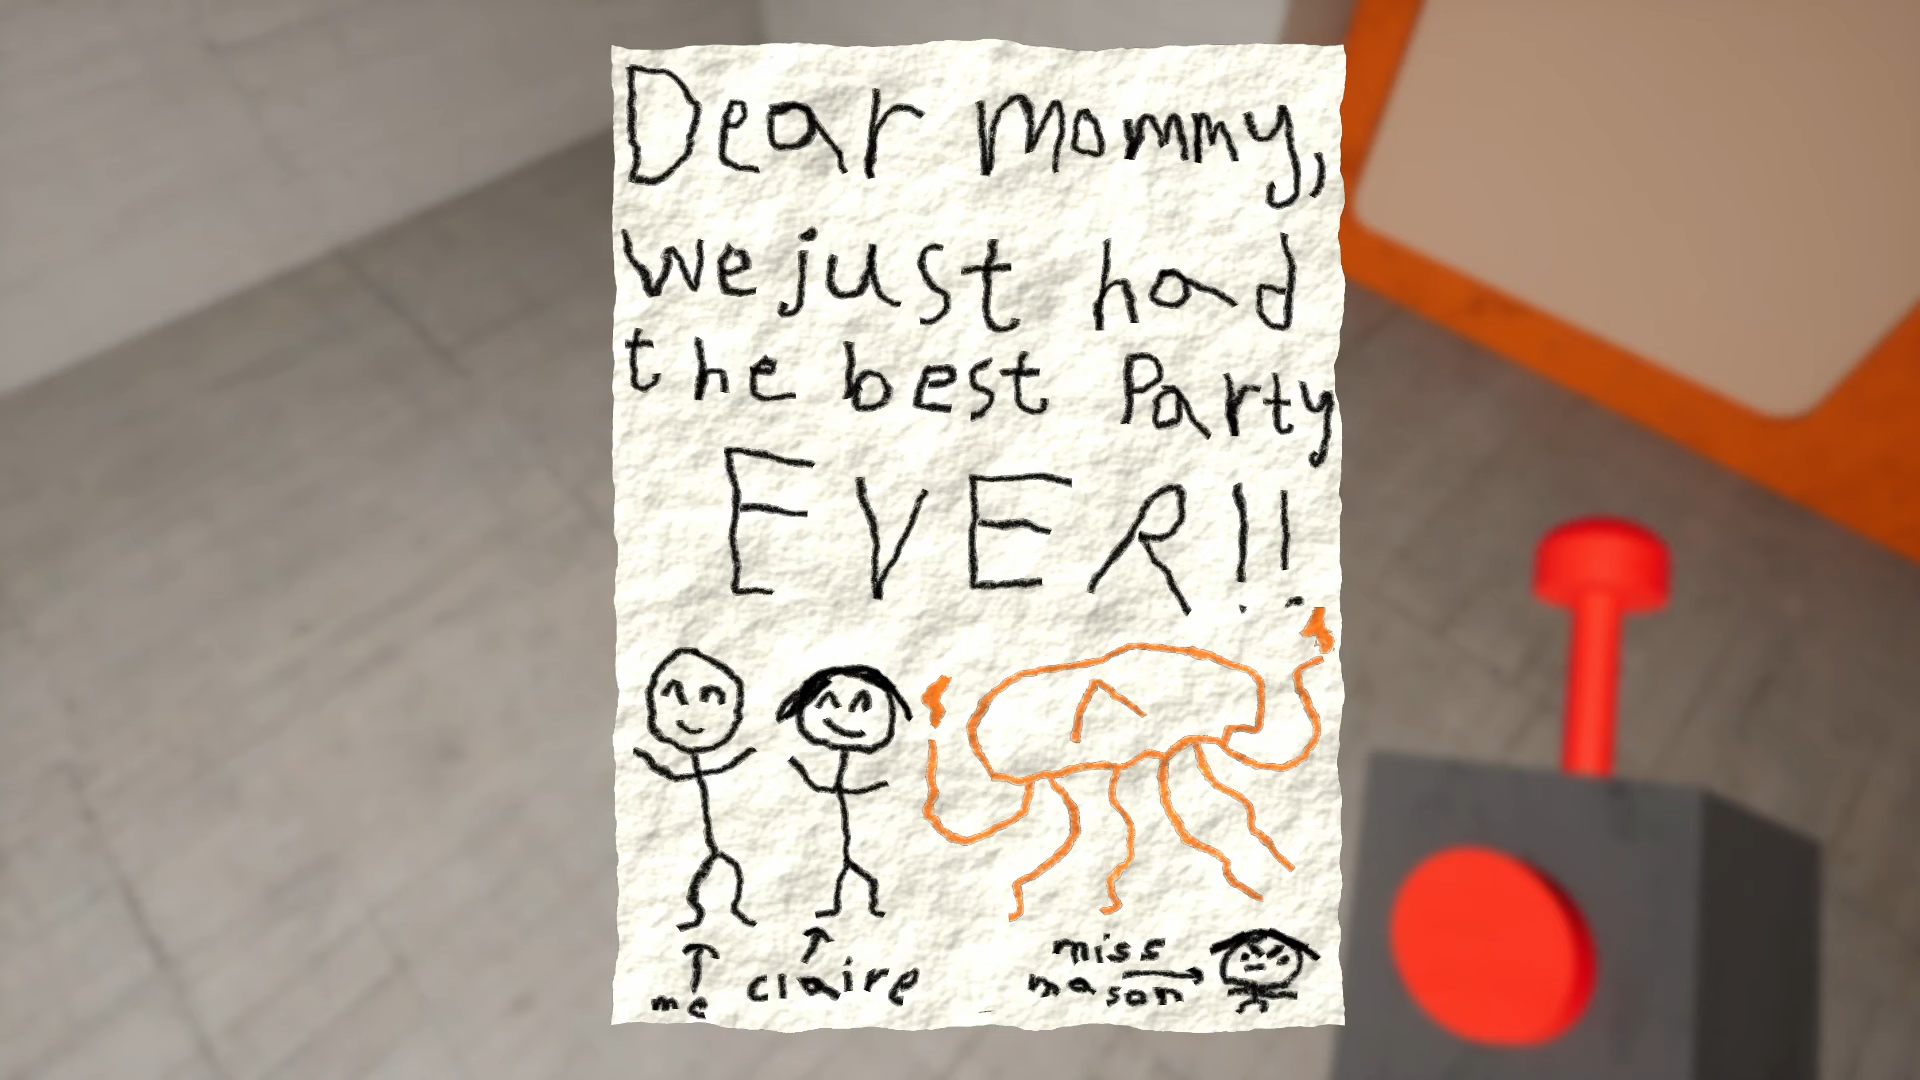 Dear mommy,
we just had
the best Party
EVER!!
me
claire
miss
mason